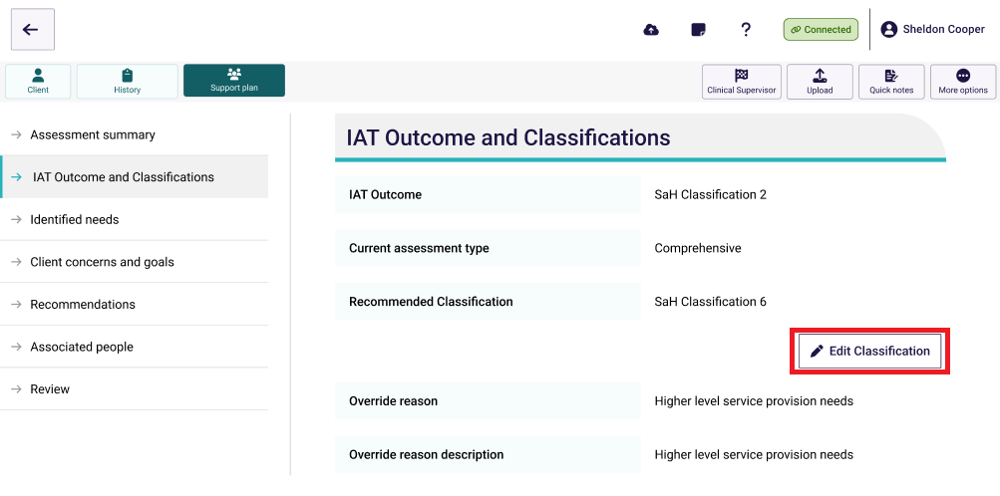 Connected
Sheldon Cooper
Client
History
Support plan
Clinical Supervisor
Upload
Quick notes
More options
Assessment summary
IAT Outcome and Classifications
Identified needs
Client concerns and goals
Recommendations
Associated people
Review
IAT Outcome and Classifications
IAT Outcome SaH Classification 2
Current assessment type Comprehensive
Recommended Classification SaH Classification 6
Edit Classification
Override reason Higher level service provision needs
Override reason description Higher level service provision needs